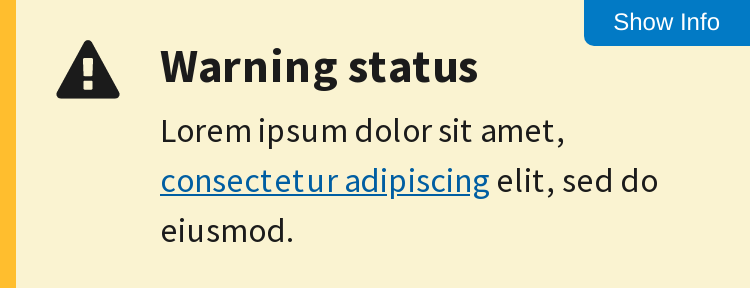 Show Info
Warning status
Lorem ipsum dolor sit amet,
consectetur adipiscing elit, sed do
eiusmod.